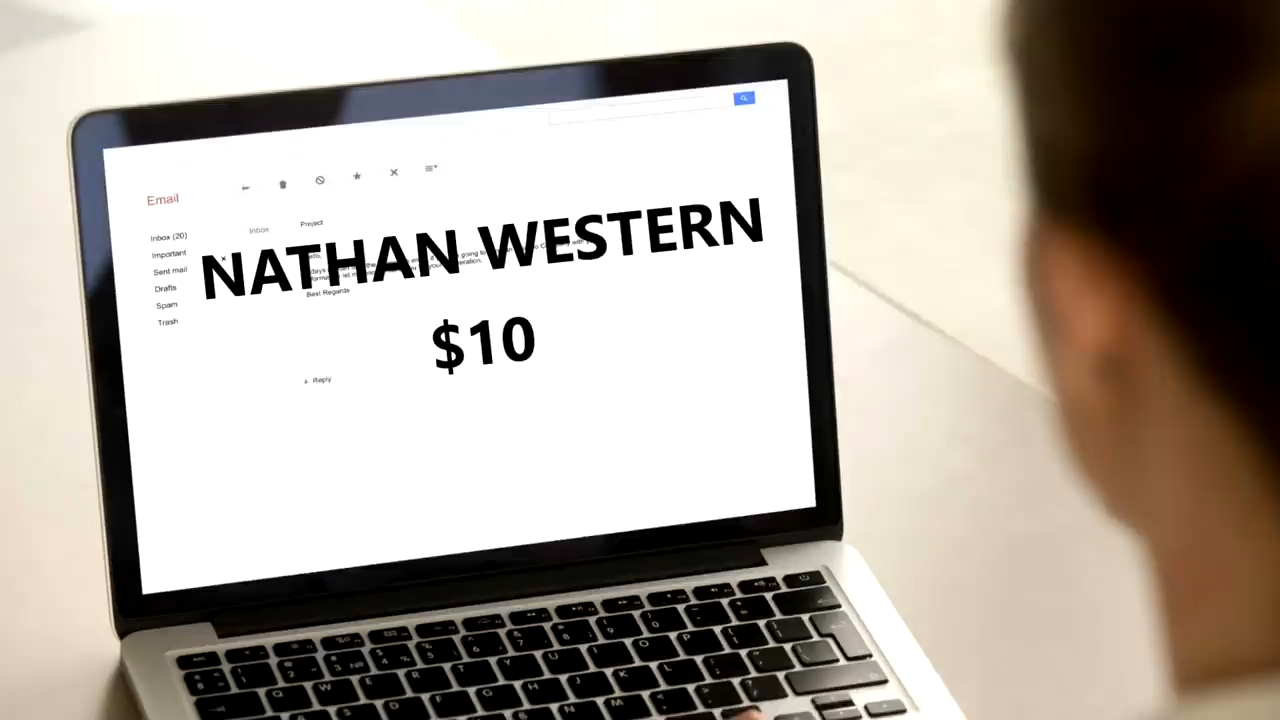 Email
Inbox (20)
Important
Sent mail
Drafts
Spam
Trash
Inbox
Project
NATHAN WESTERN
Best Regards
$10
Reply